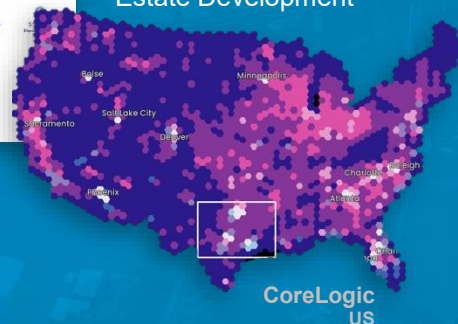 Estate Development
Boise
Minneapolis
Salt Lake City
Sacramento
Denver
Phoenix
Charlotte
Raleigh
Atlanta
CoreLogic
US